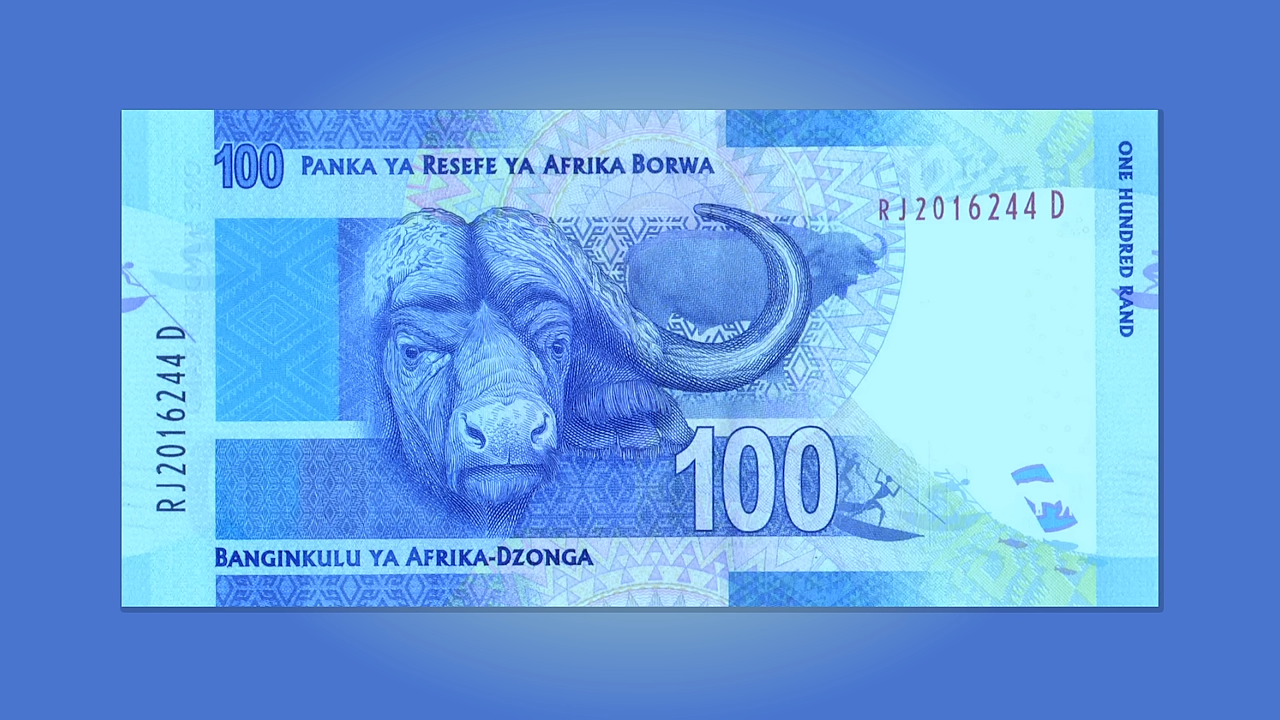 100 PANKA YA RESEFE YA AFRIKA BORWA
RJ2016244 D
ONE HUNDRED RAND
RJ2016244 D
100
BANGINKULU YA AFRIKA-DZONGA